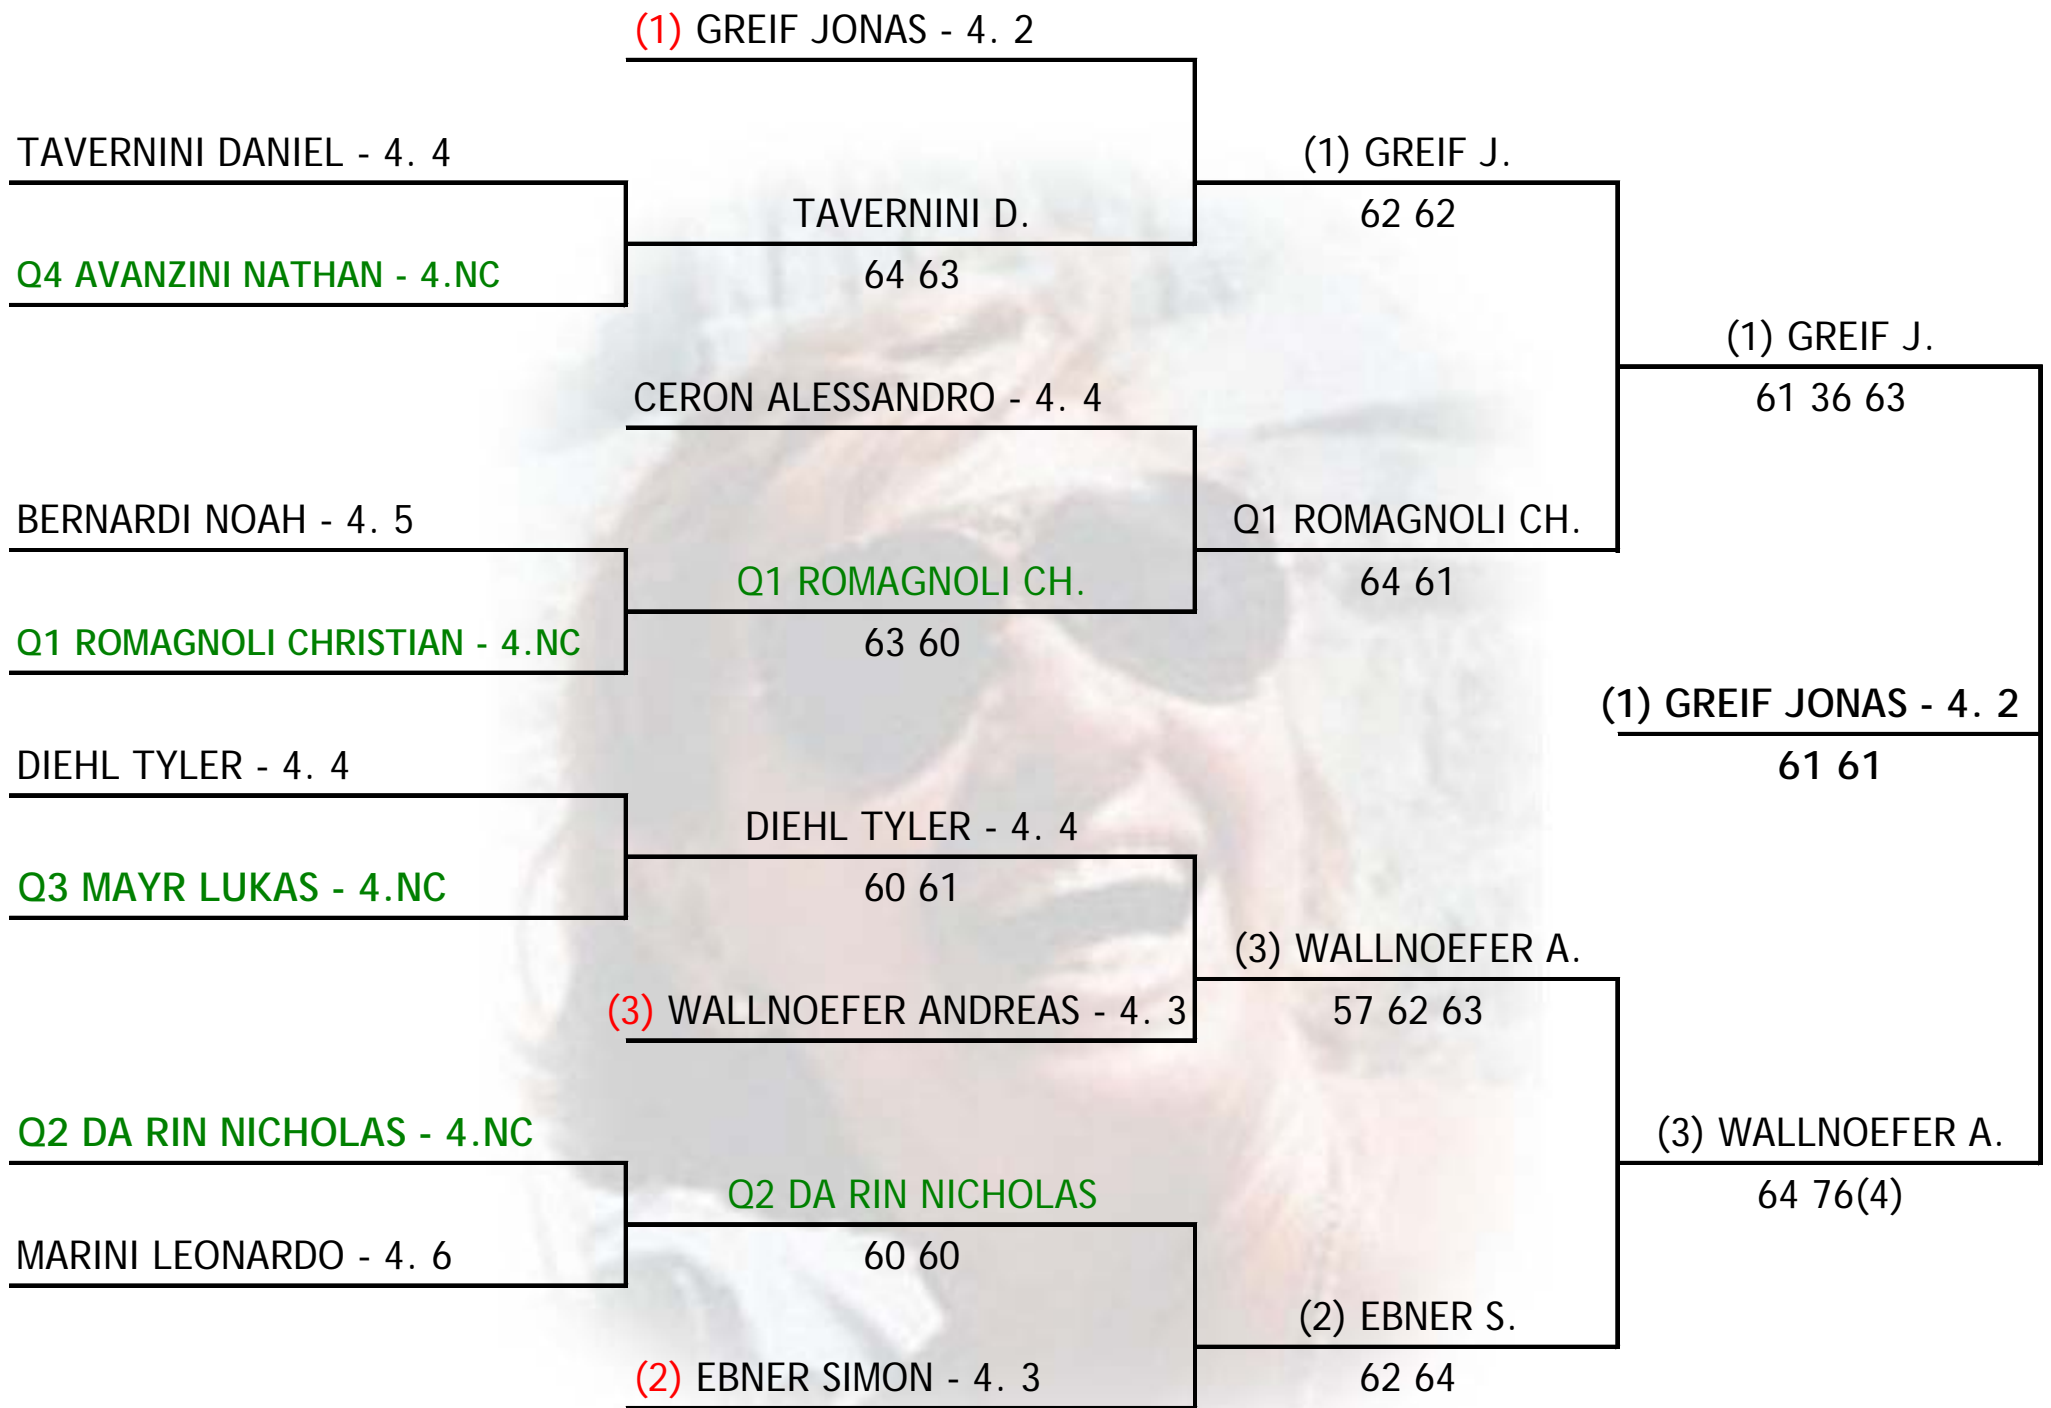 (1) GREIF JONAS - 4. 2
TAVERNINI DANIEL - 4. 4
(1) GREIF J.
TAVERNINI D.
62 62
Q4 AVANZINI NATHAN - 4.NC
64 63
(1) GREIF J.
CERON ALESSANDRO - 4. 4
61 36 63
BERNARDI NOAH - 4. 5
Q1 ROMAGNOLI CH.
Q1 ROMAGNOLI CH.
64 61
Q1 ROMAGNOLI CHRISTIAN - 4.NC
63 60
(1) GREIF JONAS - 4. 2
DIEHL TYLER - 4. 4
61 61
DIEHL TYLER - 4. 4
Q3 MAYR LUKAS - 4.NC
60 61
(3) WALLNOEFER A.
(3) WALLNOEFER ANDREAS - 4. 3
57 62 63
Q2 DA RIN NICHOLAS - 4.NC
(3) WALLNOEFER A.
Q2 DA RIN NICHOLAS
64 76(4)
MARINI LEONARDO - 4. 6
60 60
(2) EBNER S.
(2) EBNER SIMON - 4. 3
62 64